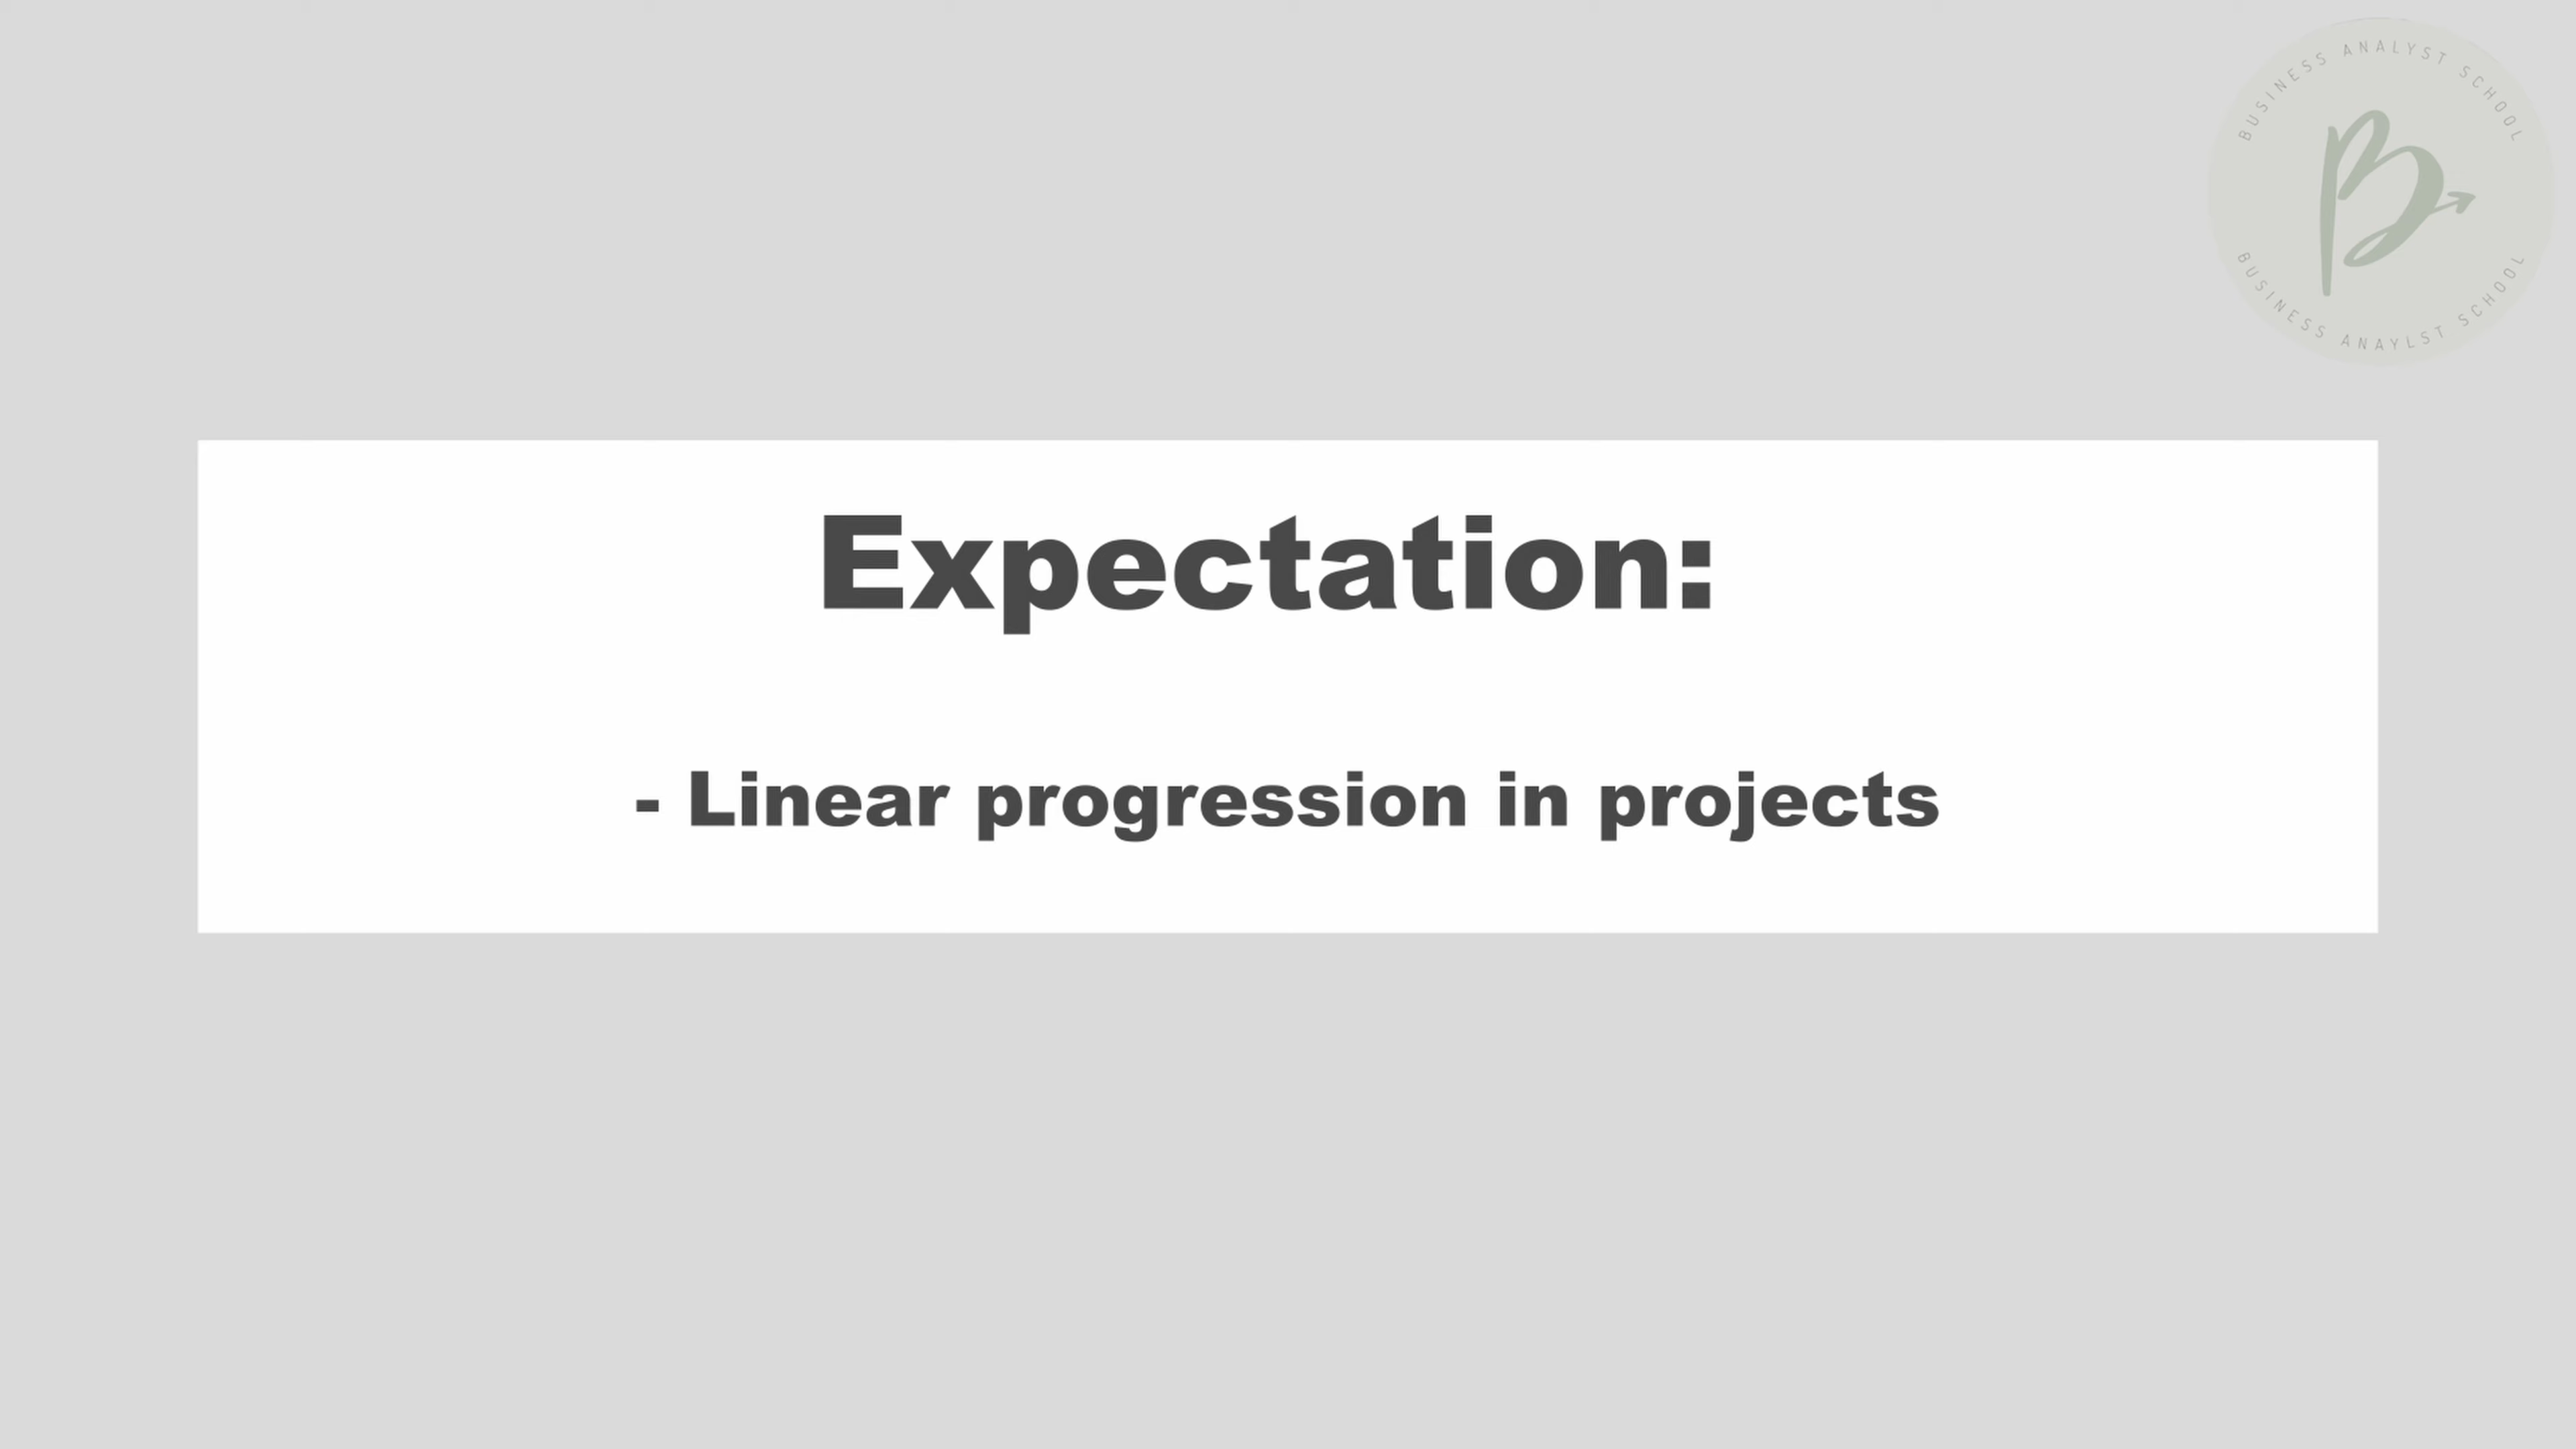 BUSINESS ANALYST SCHOOL
B
BUSINESS ANAYLST SCHOOL
Expectation:
- Linear progression in projects